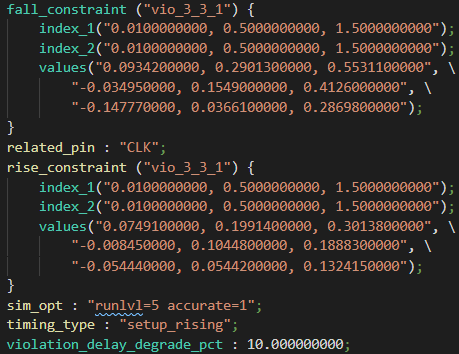 fall_constraint ("vio_3_3_1") {
index_1("0.0100000000, 0.5000000000, 1.5000000000");
index_2("0.0100000000, 0.5000000000, 1.5000000000");
values("0.0934200000, 0.2901300000, 0.5531100000", \
"-0.034950000, 0.1549000000, 0.4126000000", \
"-0.147770000, 0.0366100000, 0.2869800000");
}
related_pin : "CLK";
rise_constraint ("vio_3_3_1") {
index_1("0.0100000000, 0.5000000000, 1.5000000000");
index_2("0.0100000000, 0.5000000000, 1.5000000000");
values("0.0749100000, 0.1991400000, 0.3013800000", \
"-0.008450000, 0.1044800000, 0.1888300000", \
"-0.054440000, 0.0544200000, 0.1324150000");
}
sim_opt : "runlvl=5 accurate=1";
timing_type : "setup_rising";
violation_delay_degrade_pct : 10.000000000;